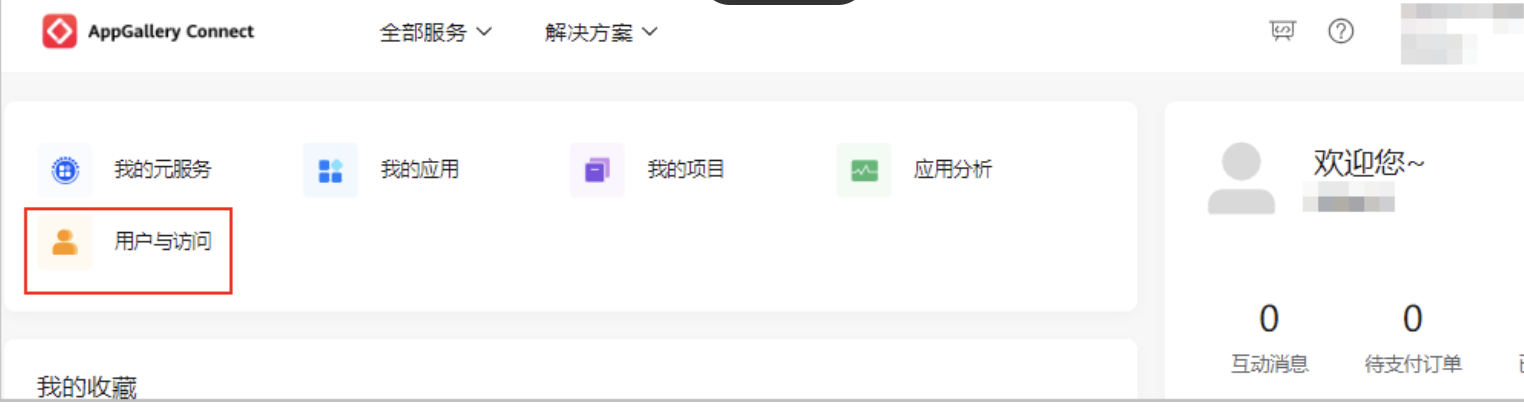 AppGallery Connect 全部服务 解决方案
我的元服务 我的应用 我的项目 应用分析
用户与访问
欢迎您~
0 0
互动消息 待支付订单
我的收藏